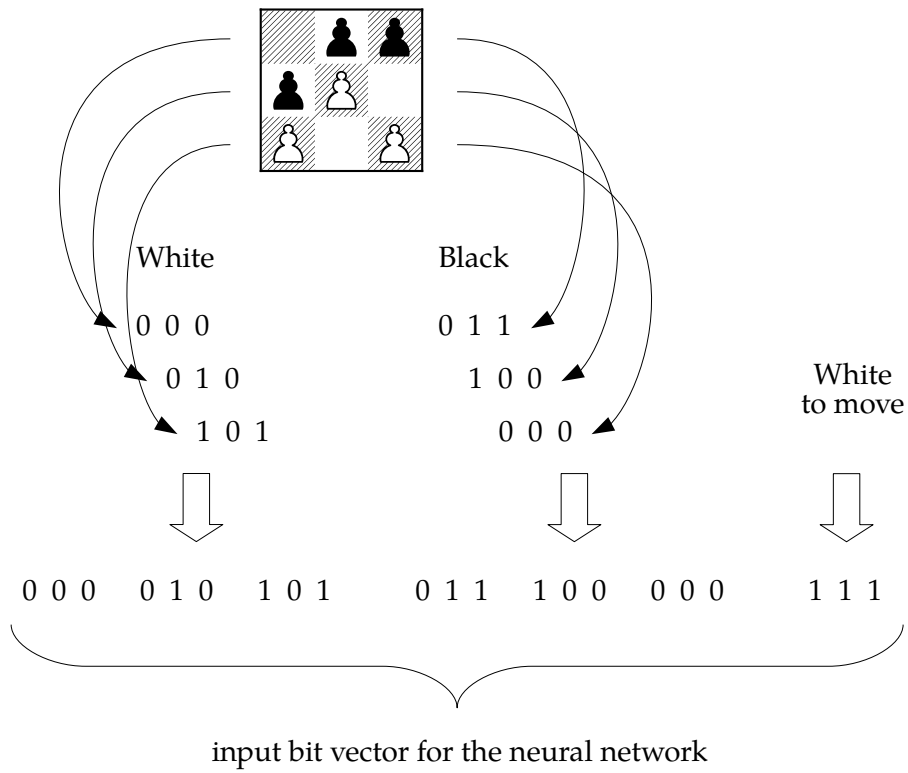 White Black
0 0 0 0 1 1
0 1 0 1 0 0
1 0 1 0 0 0
White
to move
0 0 0 0 1 0 1 0 1 0 1 1 1 0 0 0 0 0 1 1 1
input bit vector for the neural network